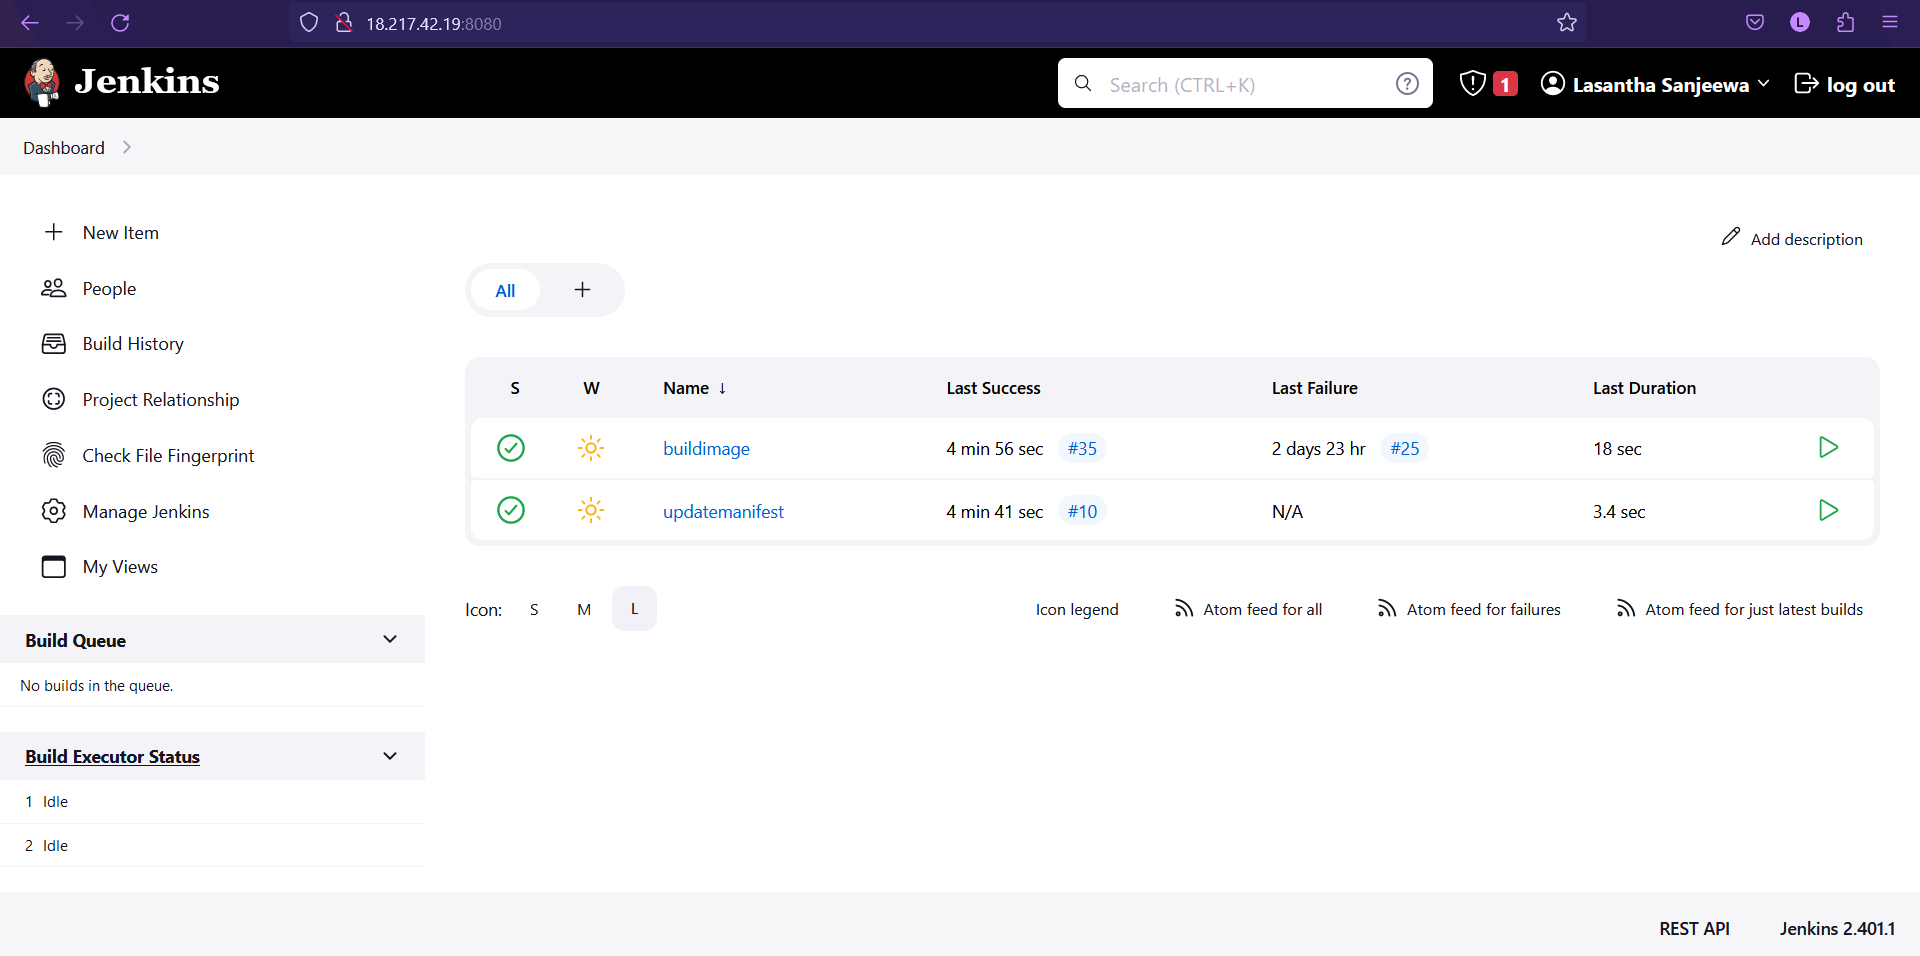 18.217.42.19:8080
L
Jenkins
Search (CTRL+K)
1
Lasantha Sanjeewa
log out
Dashboard
New Item
People
Build History
Project Relationship
Check File Fingerprint
Manage Jenkins
My Views
Build Queue
No builds in the queue.
Build Executor Status
1 Idle
2 Idle
Add description
All +
S W Name ↓ Last Success Last Failure Last Duration
buildimage 4 min 56 sec #35 2 days 23 hr #25 18 sec
updatemanifest 4 min 41 sec #10 N/A 3.4 sec
Icon: S M L Icon legend Atom feed for all Atom feed for failures Atom feed for just latest builds
REST API Jenkins 2.401.1